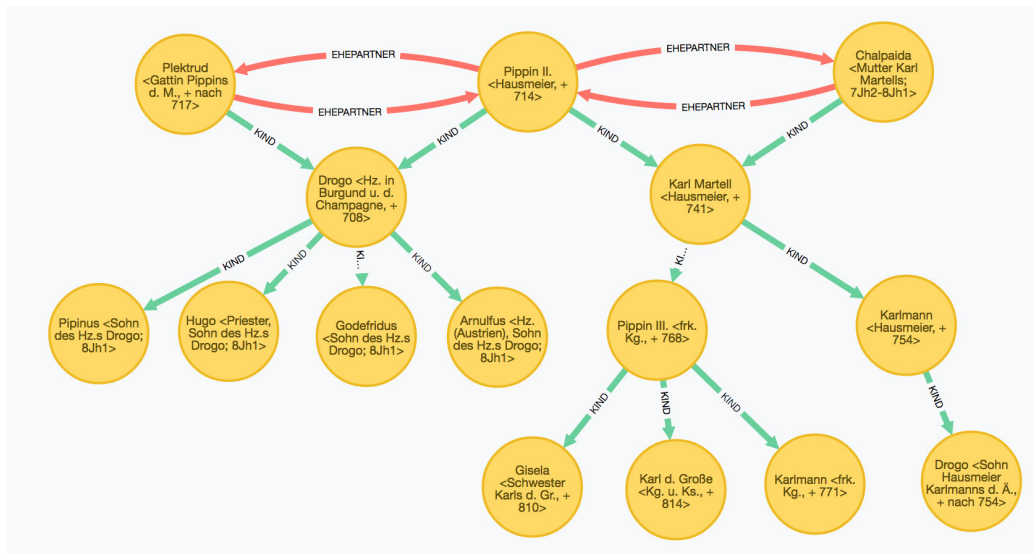 EHEPARTNER
EHEPARTNER
Plektrud
<Gattin Pippins
d. M., + nach
717>
Pippin II.
<Hausmeier, +
714>
Chalpaida
<Mutter Karl
Martells;
7Jh2-8Jh1>
EHEPARTNER
EHEPARTNER
KIND
KIND
KIND
KIND
Drogo <Hz. in
Burgund u. d.
Champagne, +
708>
Karl Martell
<Hausmeier, +
741>
KIND
KIND
KI...
KIND
KI...
KIND
Pipinus <Sohn
des Hz.s Drogo;
8Jh1>
Hugo <Priester,
Sohn des Hz.s
Drogo; 8Jh1>
Godefridus
<Sohn des Hz.s
Drogo; 8Jh1>
Arnulfus <Hz.
(Austrien), Sohn
des Hz.s Drogo;
8Jh1>
Pippin III. <frk.
Kg., + 768>
Karlmann
<Hausmeier, +
754>
KIND
KIND
KIND
KIND
Gisela
<Schwester
Karls d. Gr., +
810>
Karl d. Große
<Kg. u. Ks., +
814>
Karlmann <frk.
Kg., + 771>
Drogo <Sohn
Hausmeier
Karlmanns d. Ä.,
+ nach 754>